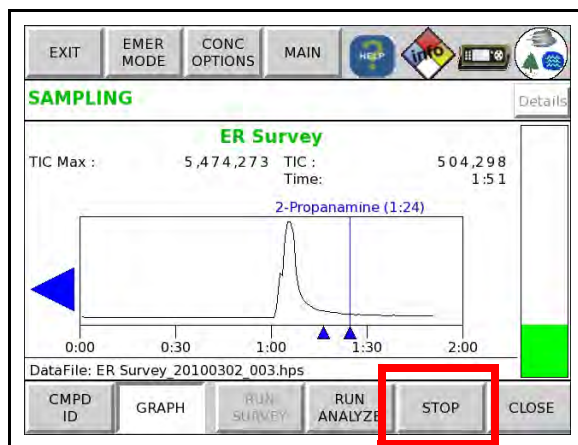 EXIT
EMER MODE
CONC OPTIONS
MAIN
HELP
info
SAMPLING
Details
ER Survey
TIC Max : 5,474,273 TIC : 504,298
Time: 1:51
2-Propanamine (1:24)
0:00 0:30 1:00 1:30 2:00
DataFile: ER Survey_20100302_003.hps
CMPD ID
GRAPH
RUN SURVEY
RUN ANALYZE
STOP
CLOSE